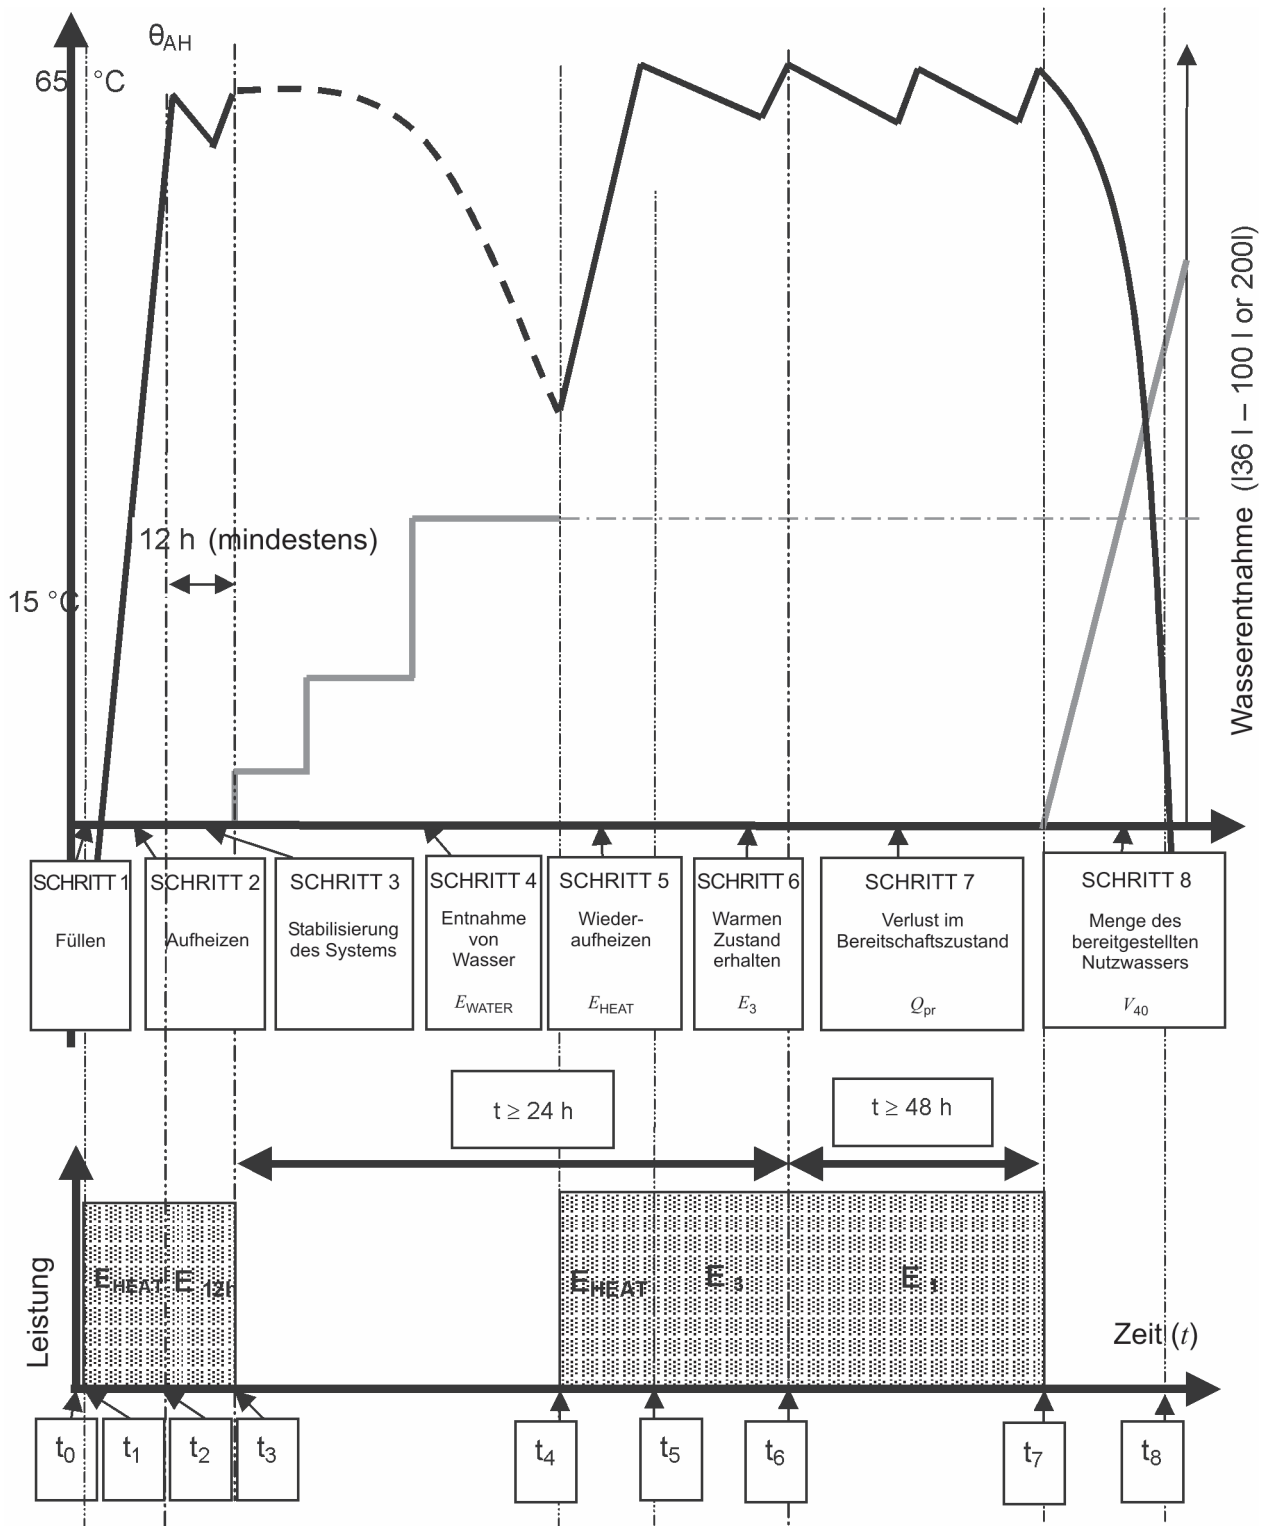 θAH
65 °C
12 h (mindestens)
15 °C
Wasserentnahme (I36 l – 100 l or 200l)
SCHRITT 1
Füllen
SCHRITT 2
Aufheizen
SCHRITT 3
Stabilisierung
des Systems
SCHRITT 4
Entnahme
von
Wasser
EWATER
SCHRITT 5
Wieder-
aufheizen
EHEAT
SCHRITT 6
Warmen
Zustand
erhalten
E3
SCHRITT 7
Verlust im
Bereitschaftszustand
Qpr
SCHRITT 8
Menge des
bereitgestellten
Nutzwassers
V40
t ≥ 24 h
t ≥ 48 h
Leistung
EHEAT
E 12h
EHEAT
E 3
E 1
Zeit (t)
t0
t1
t2
t3
t4
t5
t6
t7
t8